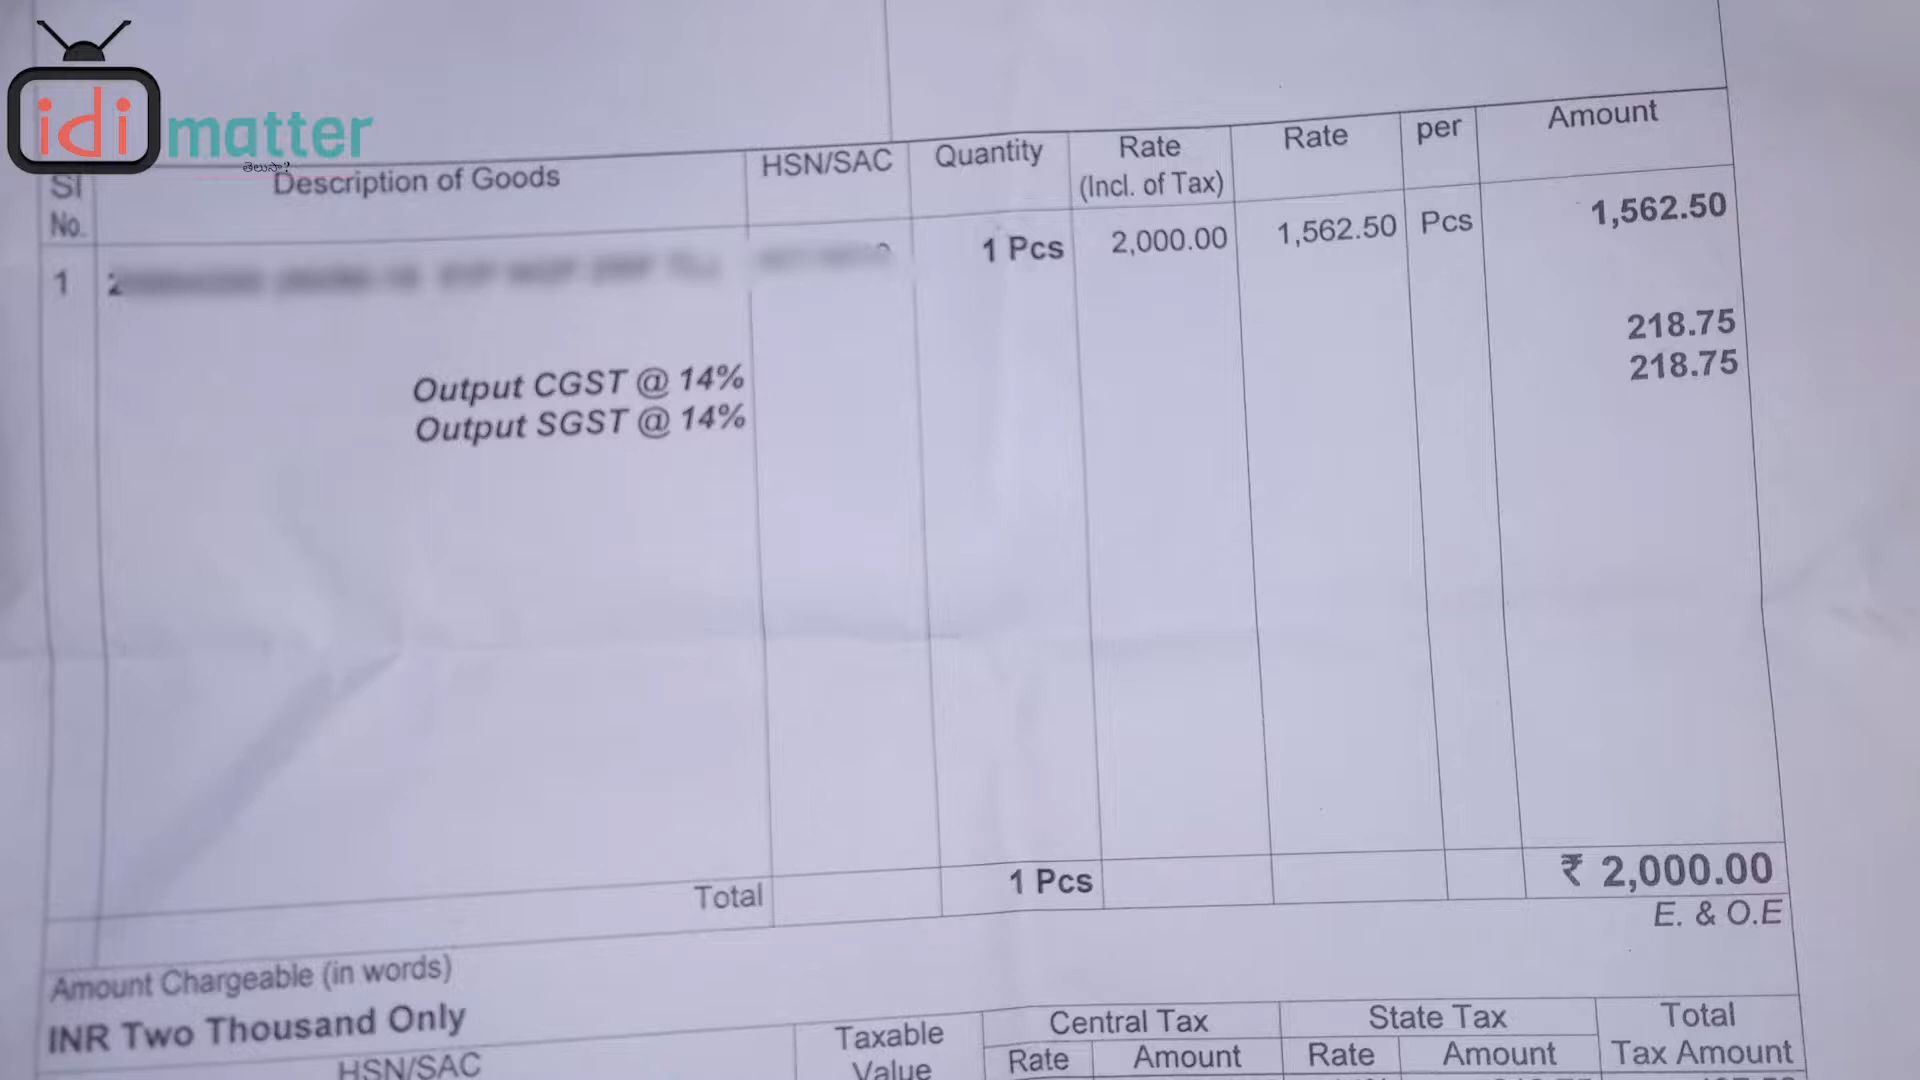 idi matter
తెలుసా?
Sl No. Description of Goods HSN/SAC Quantity Rate (Incl. of Tax) Rate per Amount
1 1 Pcs 2,000.00 1,562.50 Pcs 1,562.50
Output CGST @ 14% 218.75
Output SGST @ 14% 218.75
Total 1 Pcs ₹ 2,000.00
E. & O.E
Amount Chargeable (in words)
INR Two Thousand Only
HSN/SAC Taxable Value Central Tax State Tax Total Tax Amount
Rate Amount Rate Amount